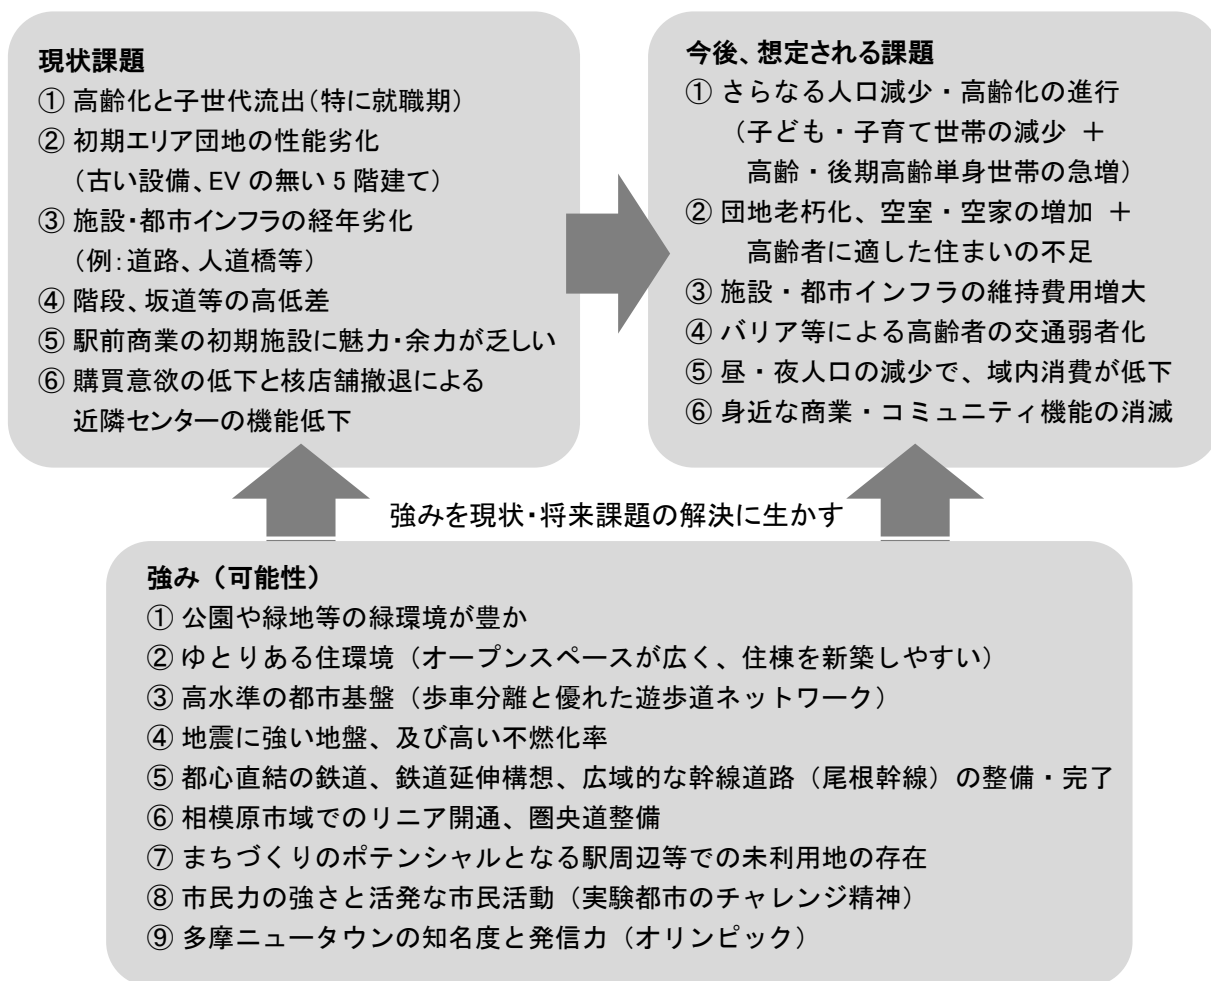 現状課題
① 高齢化と子世代流出（特に就職期）
② 初期エリア団地の性能劣化
（古い設備、EV の無い 5 階建て）
③ 施設・都市インフラの経年劣化
（例：道路、人道橋等）
④ 階段、坂道等の高低差
⑤ 駅前商業の初期施設に魅力・余力が乏しい
⑥ 購買意欲の低下と核店舗撤退による
近隣センターの機能低下
今後、想定される課題
① さらなる人口減少・高齢化の進行
（子ども・子育て世帯の減少 ＋
高齢・後期高齢単身世帯の急増）
② 団地老朽化、空室・空家の増加 ＋
高齢者に適した住まいの不足
③ 施設・都市インフラの維持費用増大
④ バリア等による高齢者の交通弱者化
⑤ 昼・夜人口の減少で、域内消費が低下
⑥ 身近な商業・コミュニティ機能の消滅
強みを現状・将来課題の解決に生かす
強み（可能性）
① 公園や緑地等の緑環境が豊か
② ゆとりある住環境（オープンスペースが広く、住棟を新築しやすい）
③ 高水準の都市基盤（歩車分離と優れた遊歩道ネットワーク）
④ 地震に強い地盤、及び高い不燃化率
⑤ 都心直結の鉄道、鉄道延伸構想、広域的な幹線道路（尾根幹線）の整備・完了
⑥ 相模原市域でのリニア開通、圏央道整備
⑦ まちづくりのポテンシャルとなる駅周辺等での未利用地の存在
⑧ 市民力の強さと活発な市民活動（実験都市のチャレンジ精神）
⑨ 多摩ニュータウンの知名度と発信力（オリンピック）